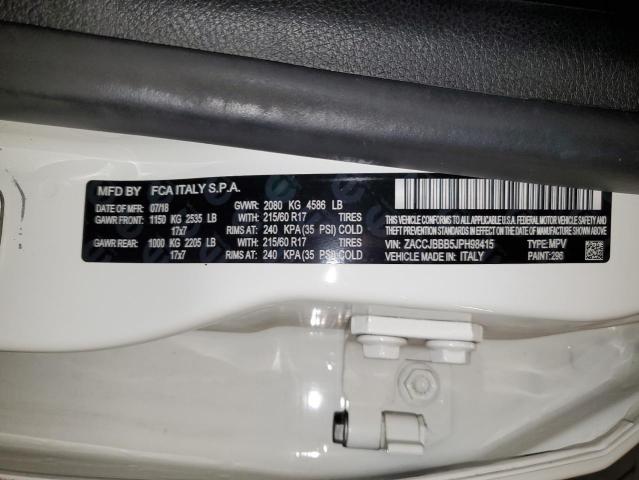 MFD BY FCA ITALY S.P.A.
DATE OF MFR: 07/18 GVWR: 2080 KG 4586 LB
GAWR FRONT: 1150 KG 2535 LB WITH: 215/60 R17 TIRES
17x7 RIMS AT: 240 KPA (35 PSI) COLD
GAWR REAR: 1000 KG 2205 LB WITH: 215/60 R17 TIRES
17x7 RIMS AT: 240 KPA (35 PSI) COLD
THIS VEHICLE CONFORMS TO ALL APPLICABLE U.S.A. FEDERAL MOTOR VEHICLE SAFETY, BUMPER AND
THEFT PREVENTION STANDARDS IN EFFECT ON THE DATE OF MANUFACTURE SHOWN ABOVE.
VIN: ZACCJBBB5JPH98415 TYPE: MPV
VEHICLE MADE IN: ITALY PAINT: 296